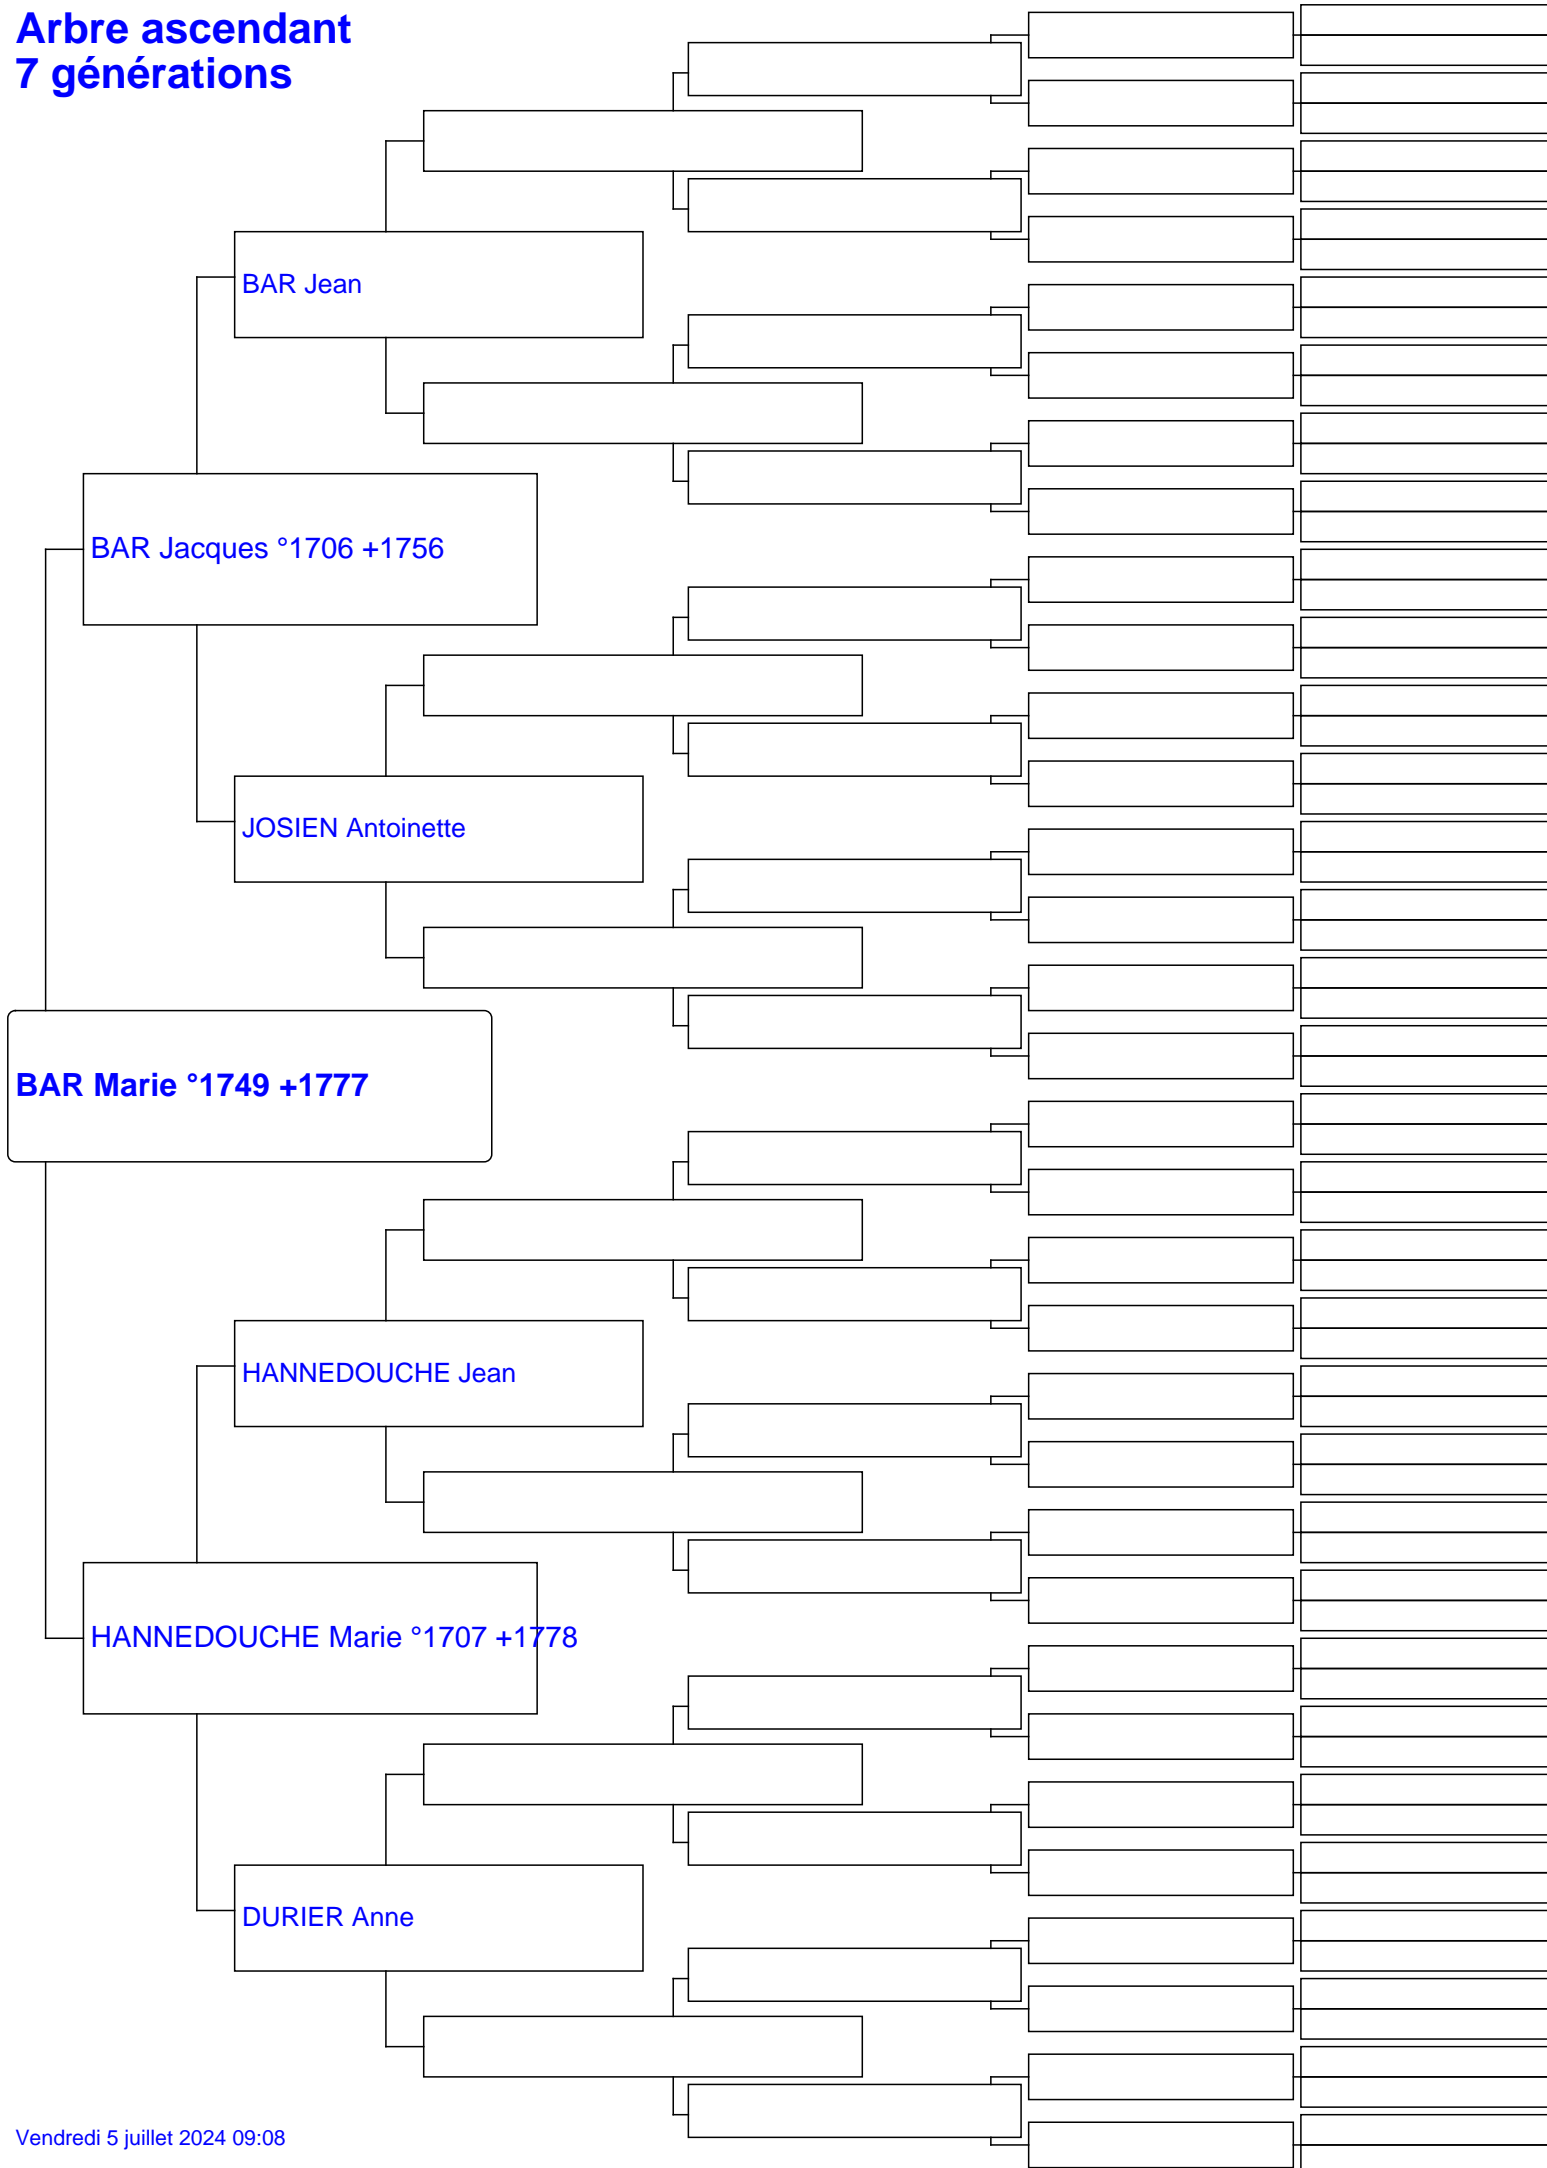 Arbre ascendant
7 générations
BAR Jean
BAR Jacques °1706 +1756
JOSIEN Antoinette
BAR Marie °1749 +1777
HANNEDOUCHE Jean
HANNEDOUCHE Marie °1707 +1778
DURIER Anne
Vendredi 5 juillet 2024 09:08